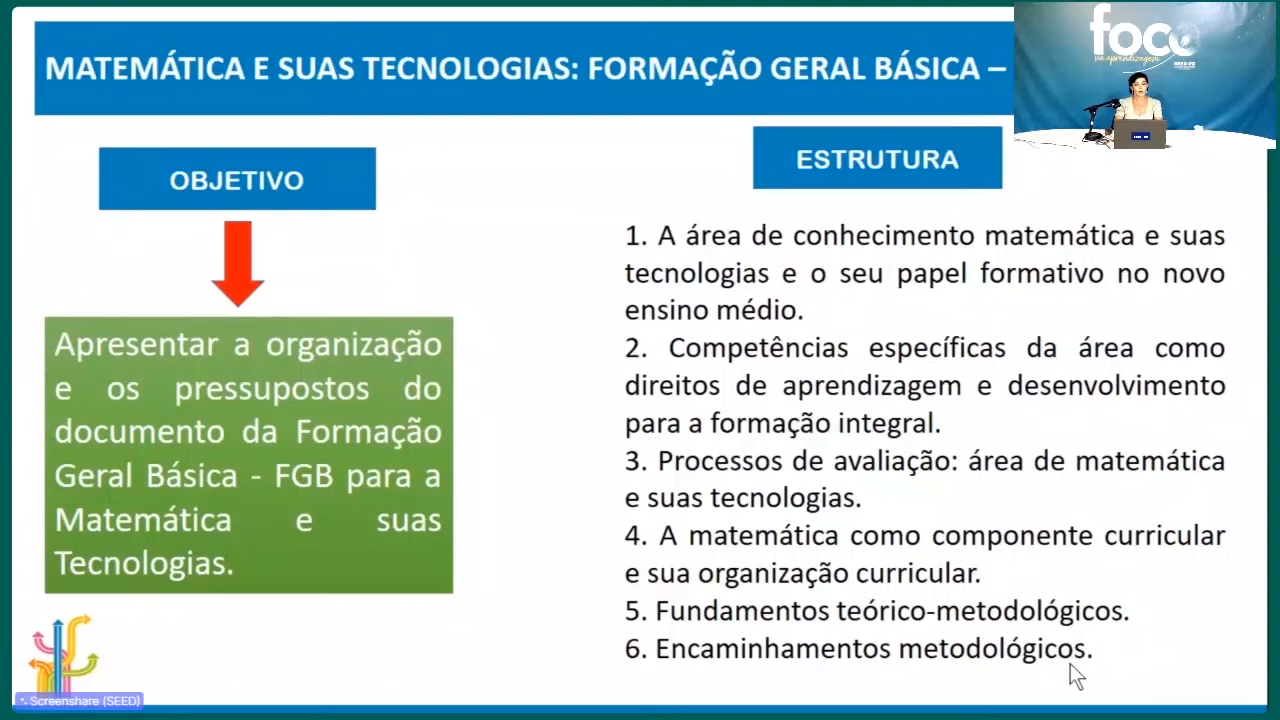 MATEMÁTICA E SUAS TECNOLOGIAS: FORMAÇÃO GERAL BÁSICA –
foco
na aprendizagem
OBJETIVO
ESTRUTURA
Apresentar a organização
e os pressupostos do
documento da Formação
Geral Básica - FGB para a
Matemática e suas
Tecnologias.
1. A área de conhecimento matemática e suas
tecnologias e o seu papel formativo no novo
ensino médio.
2. Competências específicas da área como
direitos de aprendizagem e desenvolvimento
para a formação integral.
3. Processos de avaliação: área de matemática
e suas tecnologias.
4. A matemática como componente curricular
e sua organização curricular.
5. Fundamentos teórico-metodológicos.
6. Encaminhamentos metodológicos.
Screenshare (SEED)